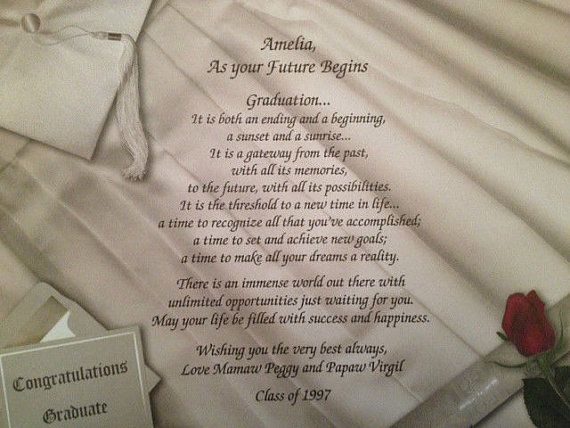 Amelia,
As your Future Begins
Graduation...
It is both an ending and a beginning,
a sunset and a sunrise...
It is a gateway from the past,
with all its memories,
to the future, with all its possibilities.
It is the threshold to a new time in life...
a time to recognize all that you've accomplished;
a time to set and achieve new goals;
a time to make all your dreams a reality.
There is an immense world out there with
unlimited opportunities just waiting for you.
May your life be filled with success and happiness.
Wishing you the very best always,
Love Mamaw Peggy and Papaw Virgil
Class of 1997
Congratulations
Graduate